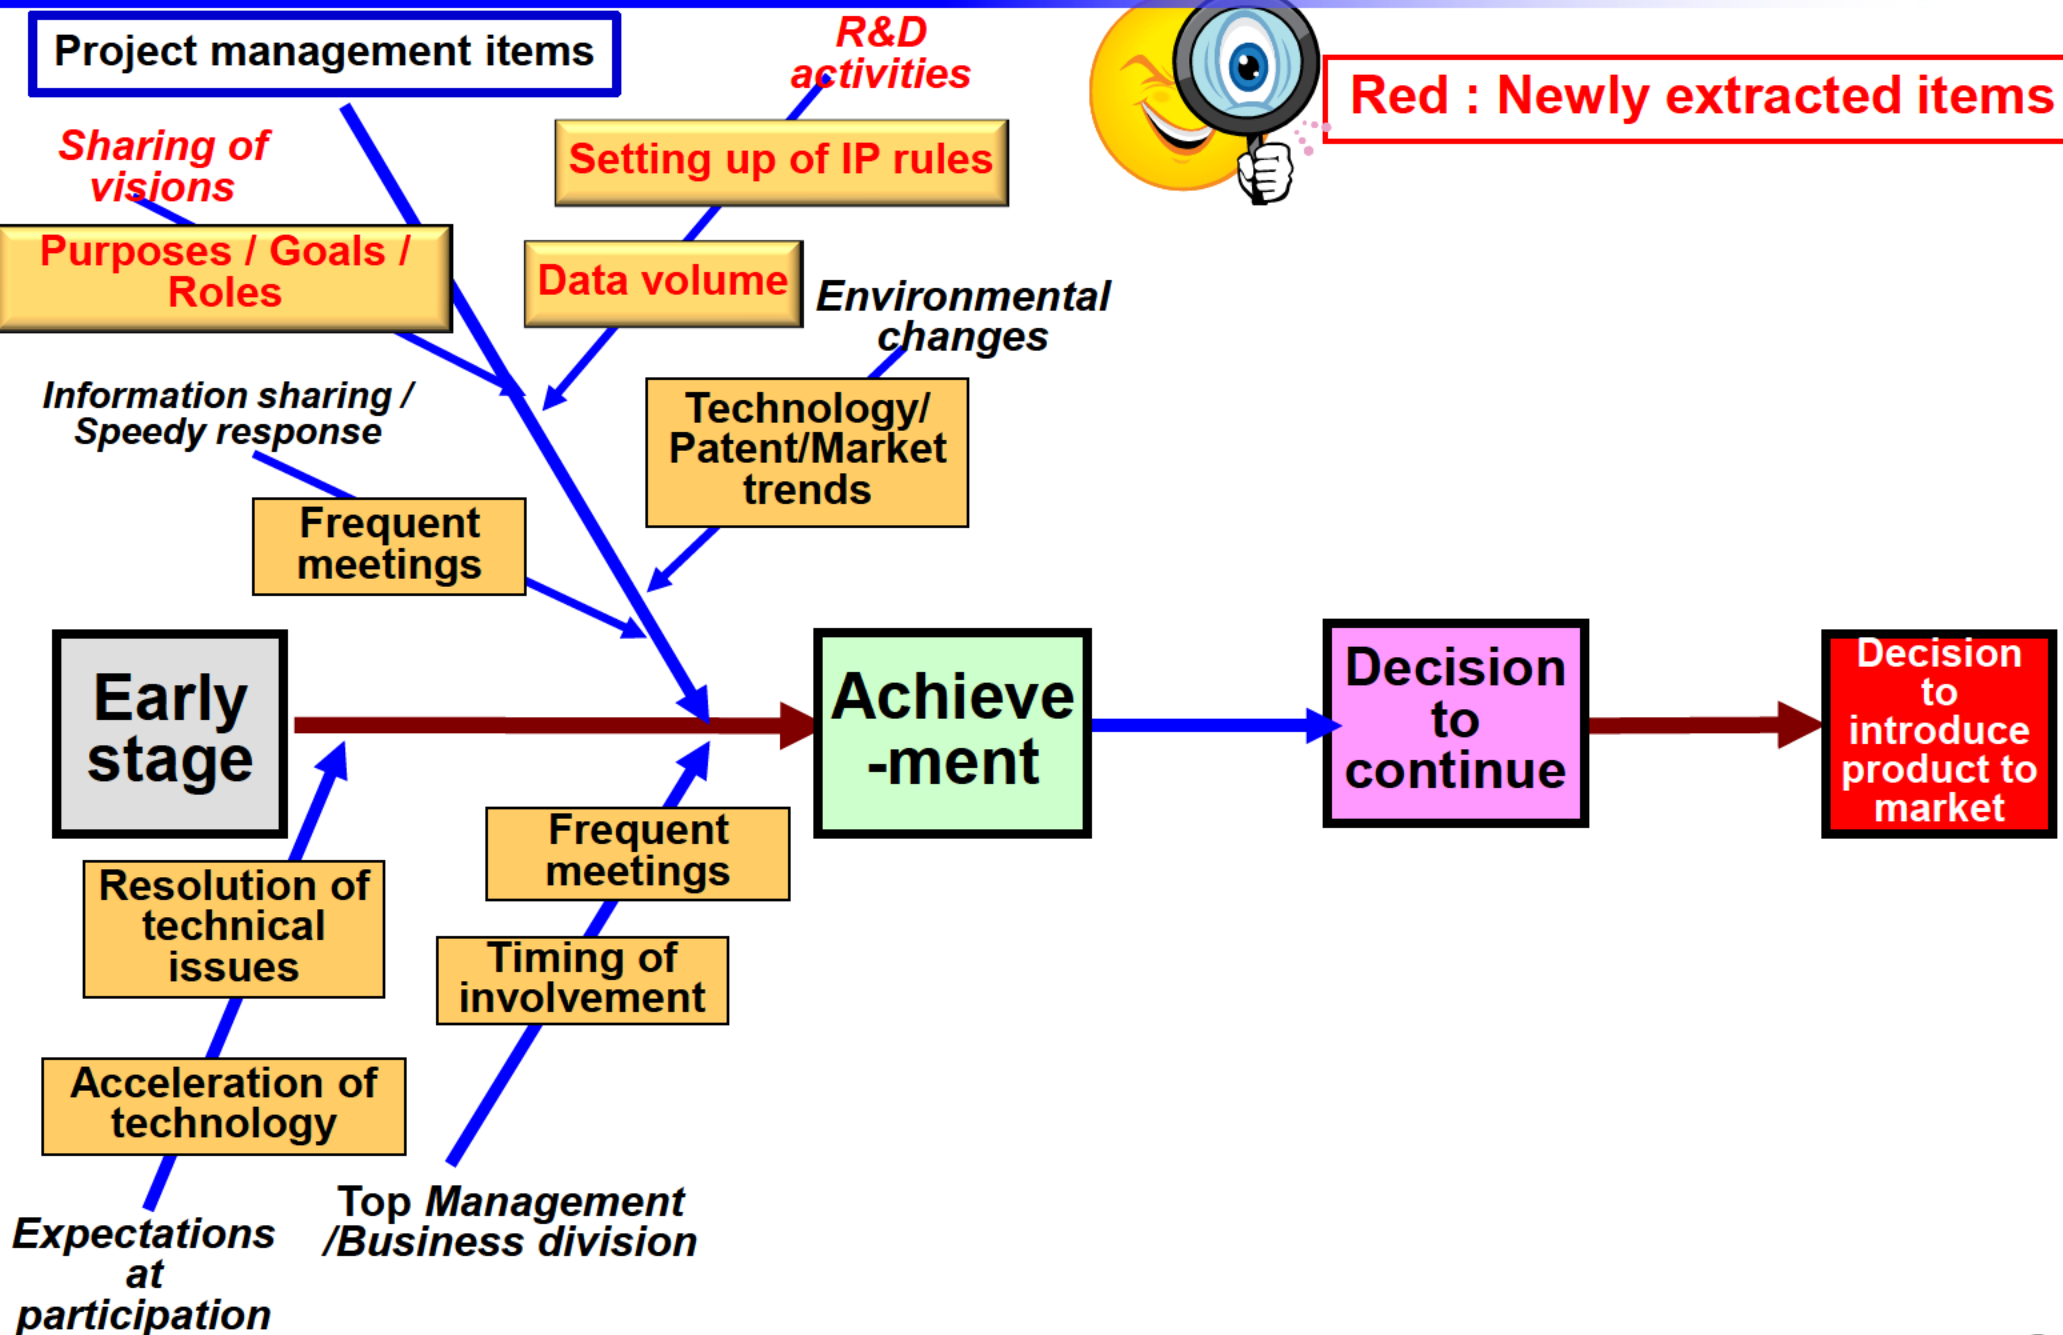 Project management items
R&D
activities
Red : Newly extracted items
Sharing of
visions
Setting up of IP rules
Purposes / Goals /
Roles
Data volume
Environmental
changes
Information sharing /
Speedy response
Technology/
Patent/Market
trends
Frequent
meetings
Early
stage
Achieve
-ment
Decision
to
continue
Decision
to
introduce
product to
market
Frequent
meetings
Resolution of
technical
issues
Timing of
involvement
Acceleration of
technology
Top Management
/Business division
Expectations
at
participation